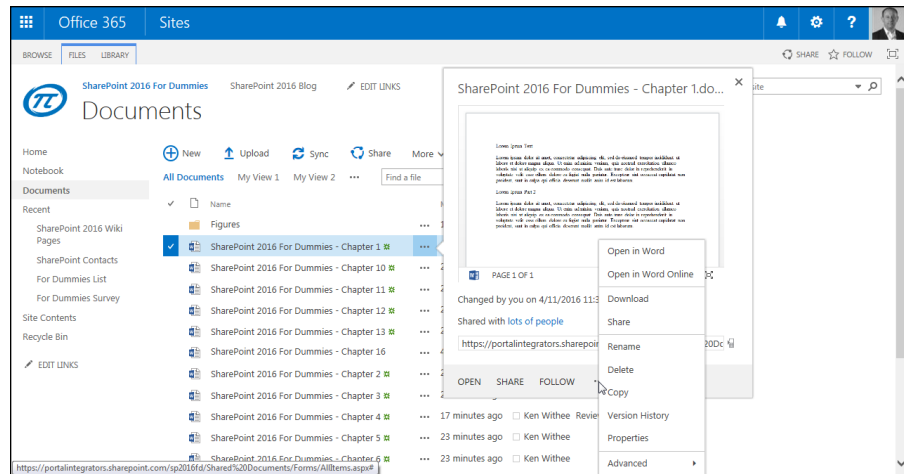 Office 365 Sites ?
BROWSE FILES LIBRARY SHARE FOLLOW
SharePoint 2016 For Dummies SharePoint 2016 Blog EDIT LINKS
Documents
Home
Notebook
Documents
Recent
SharePoint 2016 Wiki
Pages
SharePoint Contacts
For Dummies List
For Dummies Survey
Site Contents
Recycle Bin
EDIT LINKS
New Upload Sync Share More
All Documents My View 1 My View 2 ... Find a file
Name
Figures ...
SharePoint 2016 For Dummies - Chapter 1 ...
SharePoint 2016 For Dummies - Chapter 10 ...
SharePoint 2016 For Dummies - Chapter 11 ...
SharePoint 2016 For Dummies - Chapter 12 ...
SharePoint 2016 For Dummies - Chapter 13 ...
SharePoint 2016 For Dummies - Chapter 16 ...
SharePoint 2016 For Dummies - Chapter 2 ...
SharePoint 2016 For Dummies - Chapter 3 ...
SharePoint 2016 For Dummies - Chapter 4 ... 17 minutes ago Ken Withee
SharePoint 2016 For Dummies - Chapter 5 ... 23 minutes ago Ken Withee
SharePoint 2016 For Dummies - Chapter 6 ... 23 minutes ago Ken Withee
https://portalintegrators.sharepoint.com/sp2016fd/Shared%20Documents/Forms/AllItems.aspx#
SharePoint 2016 For Dummies - Chapter 1.do... ×
Lorem Ipsum Text
Lorem Ipsum Part 2
PAGE 1 OF 1
Changed by you on 4/11/2016 11:3
Shared with lots of people
OPEN SHARE FOLLOW
Open in Word
Open in Word Online
Download
Share
Rename
Delete
Copy
Version History
Properties
Advanced